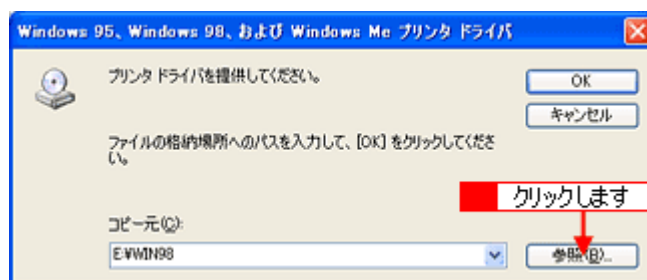 Windows 95、Windows 98、および Windows Me プリンタ ドライバ
プリンタ ドライバを提供してください。
OK
キャンセル
ファイルの格納場所へのパスを入力して、[OK] をクリックしてくださ
い。
クリックします
コピー元(C):
E:¥WIN98
参照(B)...